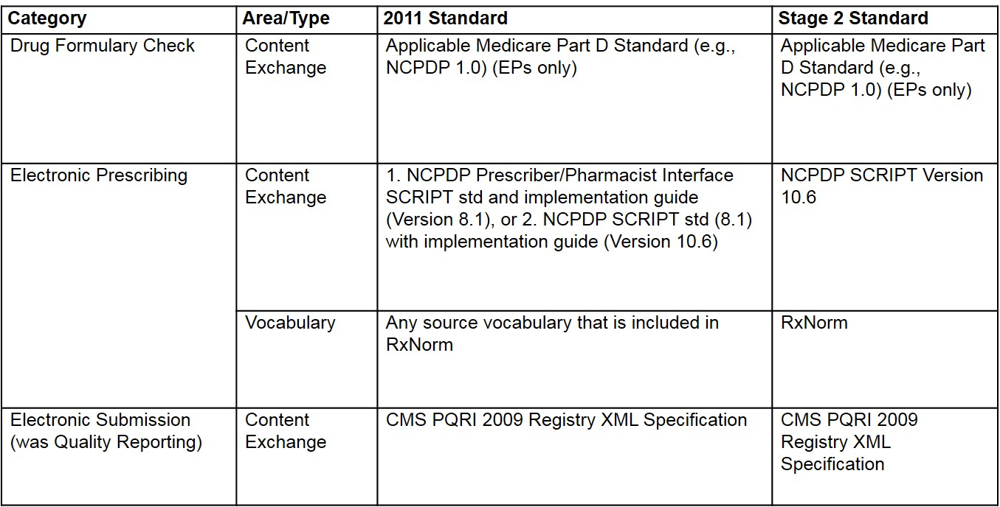 Category Area/Type 2011 Standard Stage 2 Standard
Drug Formulary Check
Content
Exchange
Applicable Medicare Part D Standard (e.g.,
NCPDP 1.0) (EPs only)
Applicable Medicare Part
D Standard (e.g.,
NCPDP 1.0) (EPs only)
Electronic Prescribing
Content
Exchange
1. NCPDP Prescriber/Pharmacist Interface
SCRIPT std and implementation guide
(Version 8.1), or 2. NCPDP SCRIPT std (8.1)
with implementation guide (Version 10.6)
NCPDP SCRIPT Version
10.6
Vocabulary
Any source vocabulary that is included in
RxNorm
RxNorm
Electronic Submission
(was Quality Reporting)
Content
Exchange
CMS PQRI 2009 Registry XML Specification
CMS PQRI 2009
Registry XML
Specification